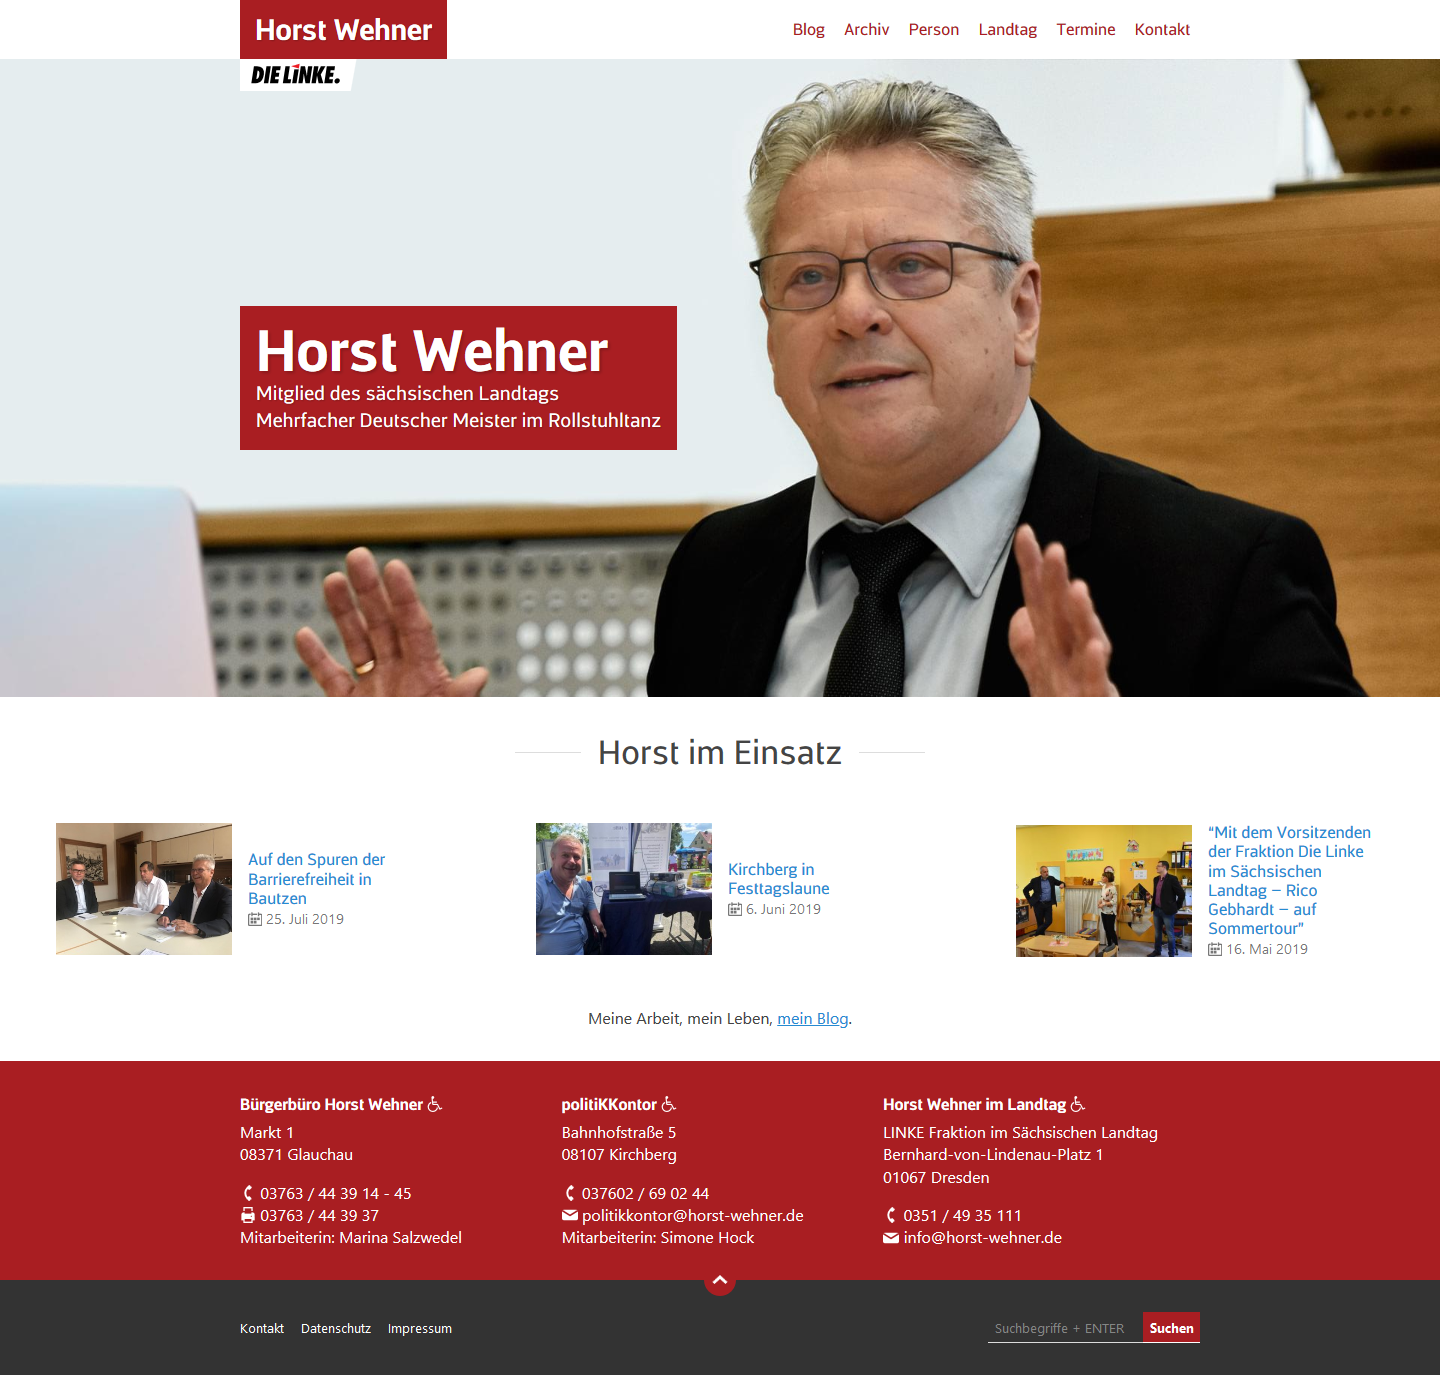 Horst Wehner
Blog Archiv Person Landtag Termine Kontakt
DIE LINKE.
Horst Wehner
Mitglied des sächsischen Landtags
Mehrfacher Deutscher Meister im Rollstuhltanz
Horst im Einsatz
Auf den Spuren der
Barrierefreiheit in
Bautzen
25. Juli 2019
Kirchberg in
Festtagslaune
6. Juni 2019
“Mit dem Vorsitzenden
der Fraktion Die Linke
im Sächsischen
Landtag – Rico
Gebhardt – auf
Sommertour”
16. Mai 2019
Meine Arbeit, mein Leben, mein Blog.
Bürgerbüro Horst Wehner
Markt 1
08371 Glauchau
03763 / 44 39 14 - 45
03763 / 44 39 37
Mitarbeiterin: Marina Salzwedel
politiKKontor
Bahnhofstraße 5
08107 Kirchberg
037602 / 69 02 44
politikkontor@horst-wehner.de
Mitarbeiterin: Simone Hock
Horst Wehner im Landtag
LINKE Fraktion im Sächsischen Landtag
Bernhard-von-Lindenau-Platz 1
01067 Dresden
0351 / 49 35 111
info@horst-wehner.de
Kontakt Datenschutz Impressum
Suchbegriffe + ENTER Suchen